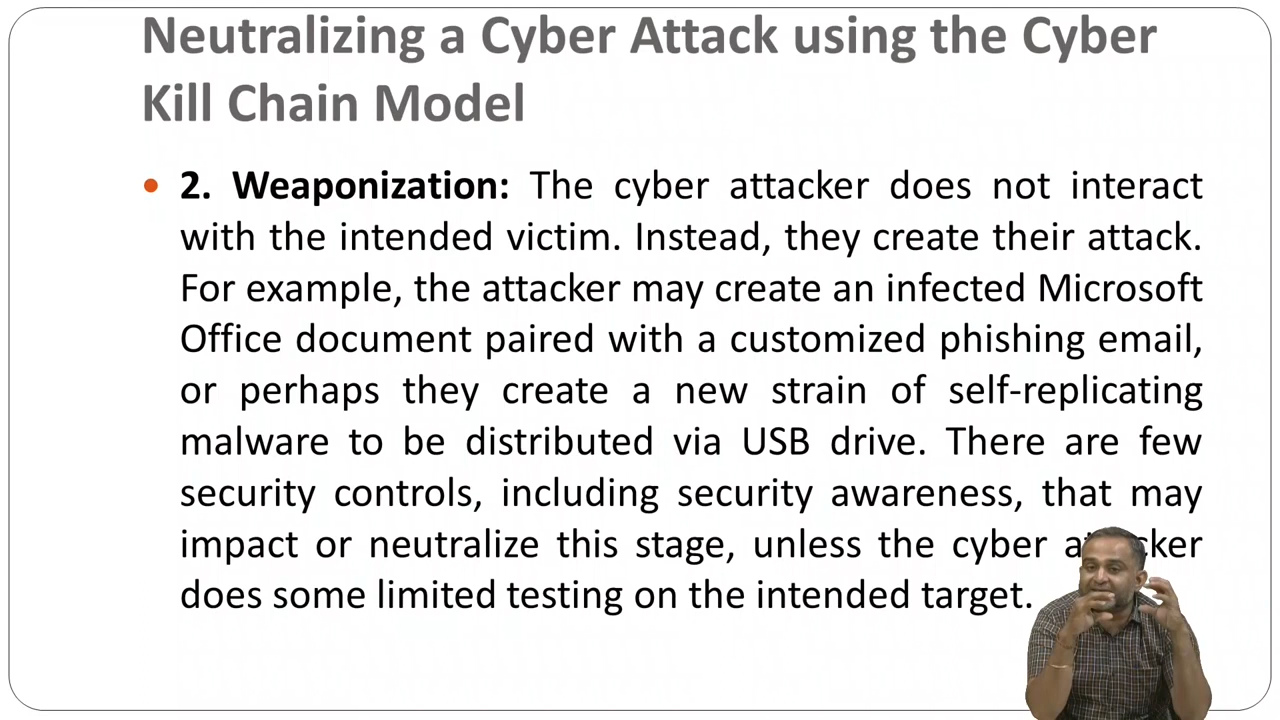 Neutralizing a Cyber Attack using the Cyber
Kill Chain Model
• 2. Weaponization: The cyber attacker does not interact
with the intended victim. Instead, they create their attack.
For example, the attacker may create an infected Microsoft
Office document paired with a customized phishing email,
or perhaps they create a new strain of self-replicating
malware to be distributed via USB drive. There are few
security controls, including security awareness, that may
impact or neutralize this stage, unless the cyber
does some limited testing on the intended target.